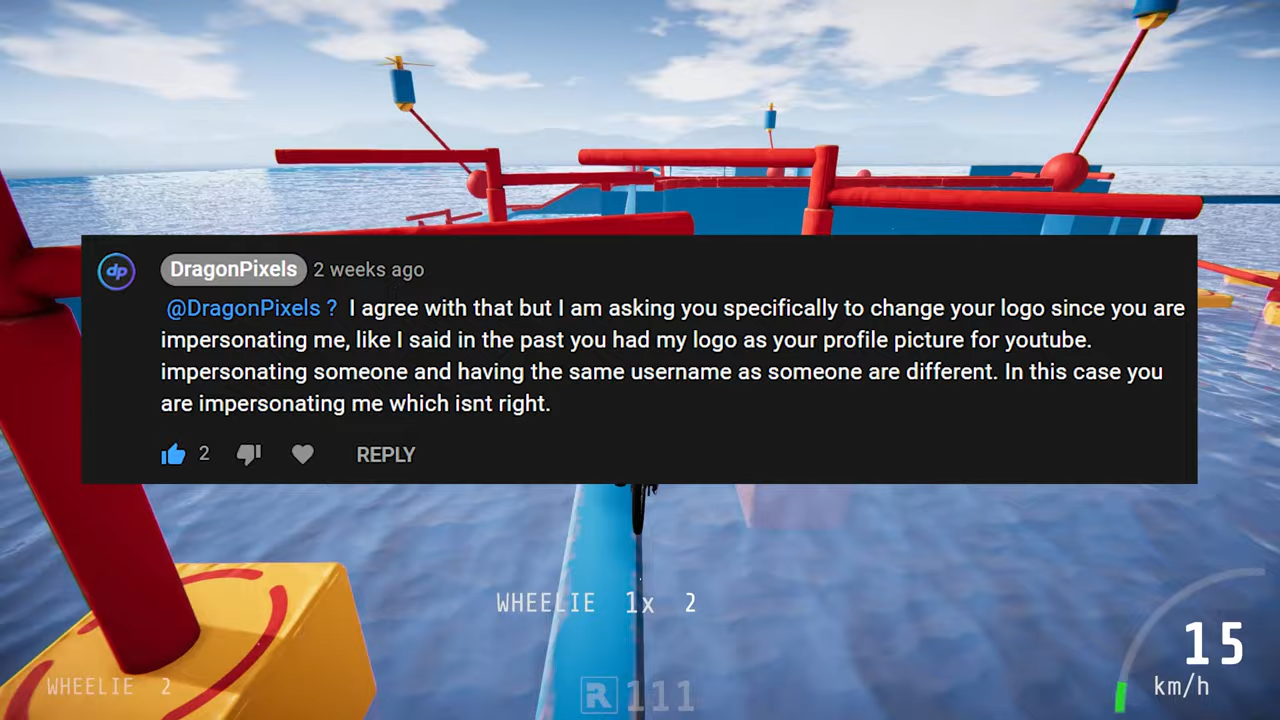 dp
DragonPixels 2 weeks ago
@DragonPixels ? I agree with that but I am asking you specifically to change your logo since you are
impersonating me, like I said in the past you had my logo as your profile picture for youtube.
impersonating someone and having the same username as someone are different. In this case you
are impersonating me which isnt right.
2 REPLY
WHEELIE 1x 2
15
km/h
WHEELIE 2
R 111